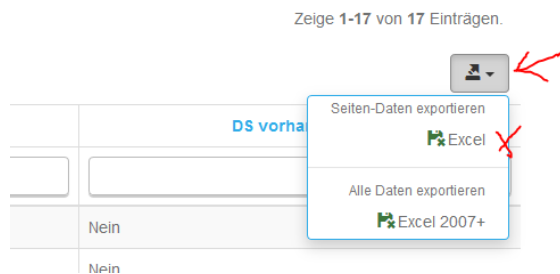 Zeige 1-17 von 17 Einträgen.
Seiten-Daten exportieren
DS vorha
Excel
Alle Daten exportieren
Excel 2007+
Nein
Nein